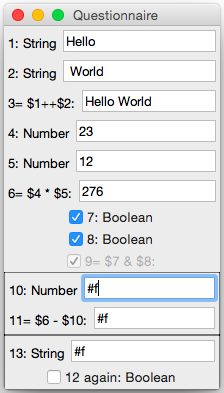 Questionnaire
1: String Hello
2: String World
3= $1++$2: Hello World
4: Number 23
5: Number 12
6= $4 * $5: 276
7: Boolean
8: Boolean
9= $7 & $8:
10: Number #f
11= $6 - $10: #f
13: String #f
12 again: Boolean